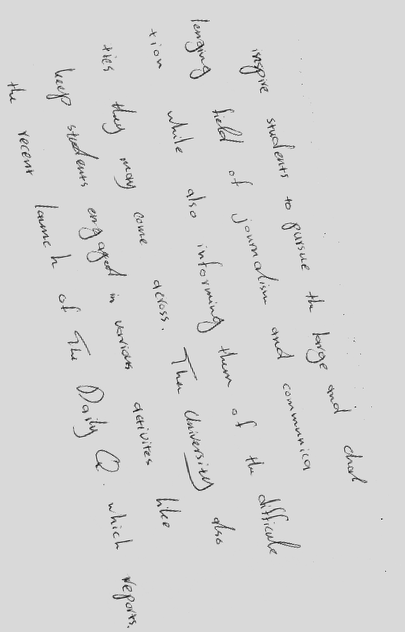 inspire students to pursue the large and chal
lenging field of journalism and communica
tion while also informing them of the difficule
ties they may come across. The University also
keep students engaged in various activites like
the recent launch of The Daily Q. which reports.